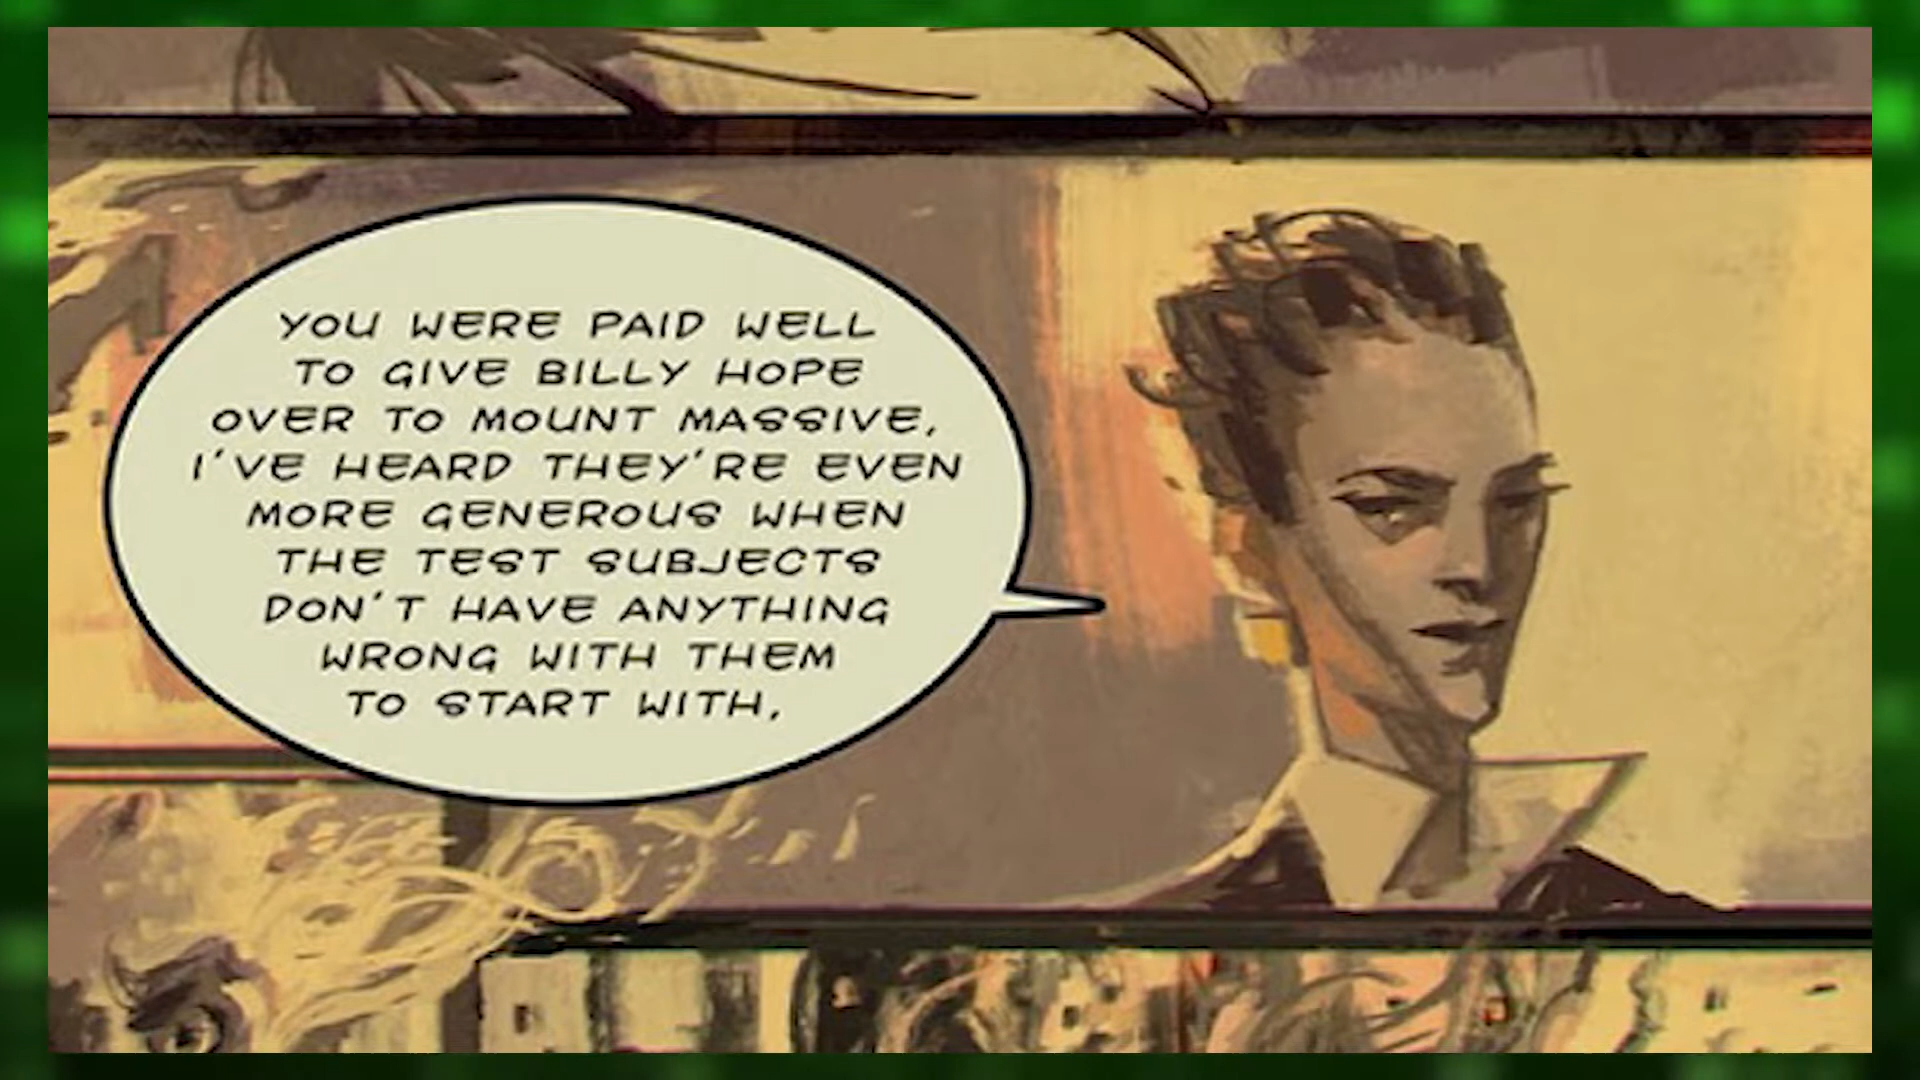 YOU WERE PAID WELL
TO GIVE BILLY HOPE
OVER TO MOUNT MASSIVE,
I'VE HEARD THEY'RE EVEN
MORE GENEROUS WHEN
THE TEST SUBJECTS
DON'T HAVE ANYTHING
WRONG WITH THEM
TO START WITH,